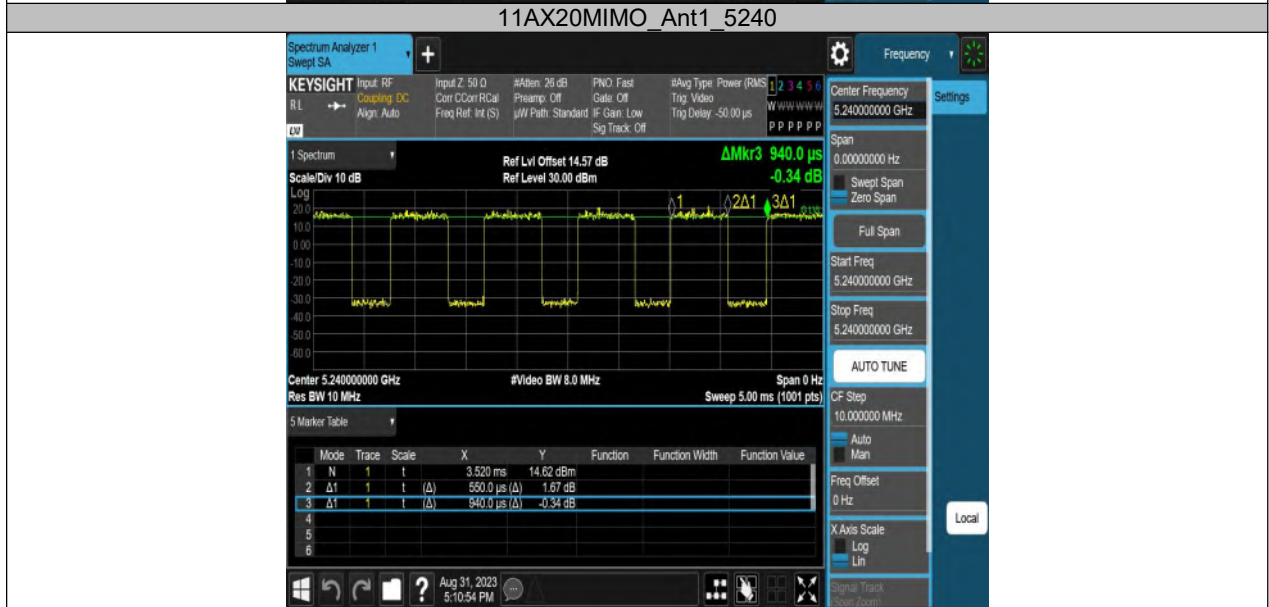 11AX20MIMO_Ant1_5240
Spectrum Analyzer 1
Swept SA
+
Frequency
KEYSIGHT
RL
LXI
Input: RF
Coupling: DC
Align: Auto
Input Z: 50 Ω
Corr CCorr RCal
Freq Ref: Int (S)
#Atten: 26 dB
Preamp: Off
µW Path: Standard
PNO: Fast
Gate: Off
IF Gain: Low
Sig Track: Off
#Avg Type: Power (RMS
Trig: Video
Trig Delay: -50.00 µs
1 2 3 4 5 6
W W W W W W
P P P P P P
1 Spectrum
Scale/Div 10 dB
Ref Lvl Offset 14.57 dB
Ref Level 30.00 dBm
ΔMkr3 940.0 µs
-0.34 dB
Log
20.0
10.0
0.00
-10.0
-20.0
-30.0
-40.0
-50.0
-60.0
1
2Δ1
3Δ1
Center 5.240000000 GHz
#Video BW 8.0 MHz
Span 0 Hz
Res BW 10 MHz
Sweep 5.00 ms (1001 pts)
5 Marker Table
Mode Trace Scale X Y Function Function Width Function Value
1 N 1 t 3.520 ms 14.62 dBm
2 Δ1 1 t (Δ) 550.0 µs (Δ) 1.67 dB
3 Δ1 1 t (Δ) 940.0 µs (Δ) -0.34 dB
4
5
6
?
Aug 31, 2023
5:10:54 PM
Center Frequency
5.240000000 GHz
Settings
Span
0.00000000 Hz
Swept Span
Zero Span
Full Span
Start Freq
5.240000000 GHz
Stop Freq
5.240000000 GHz
AUTO TUNE
CF Step
10.000000 MHz
Auto
Man
Freq Offset
0 Hz
X Axis Scale
Log
Lin
Local
Signal Track
(Span Zoom)